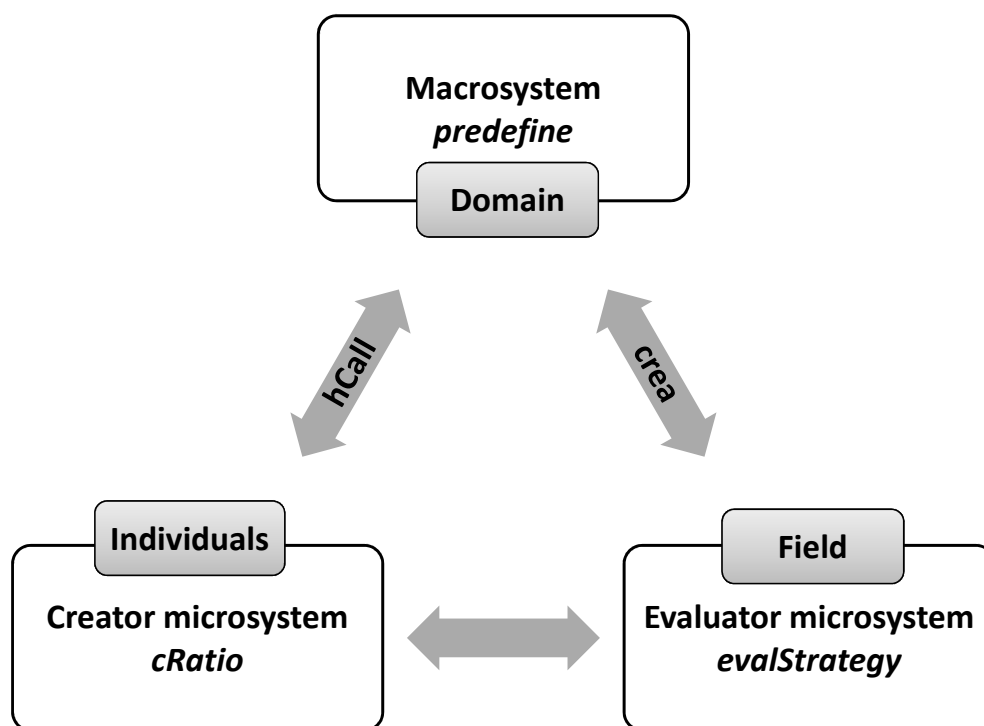 Macrosystem
predefine
Domain
hCall
crea
Individuals
Field
Creator microsystem
cRatio
Evaluator microsystem
evalStrategy